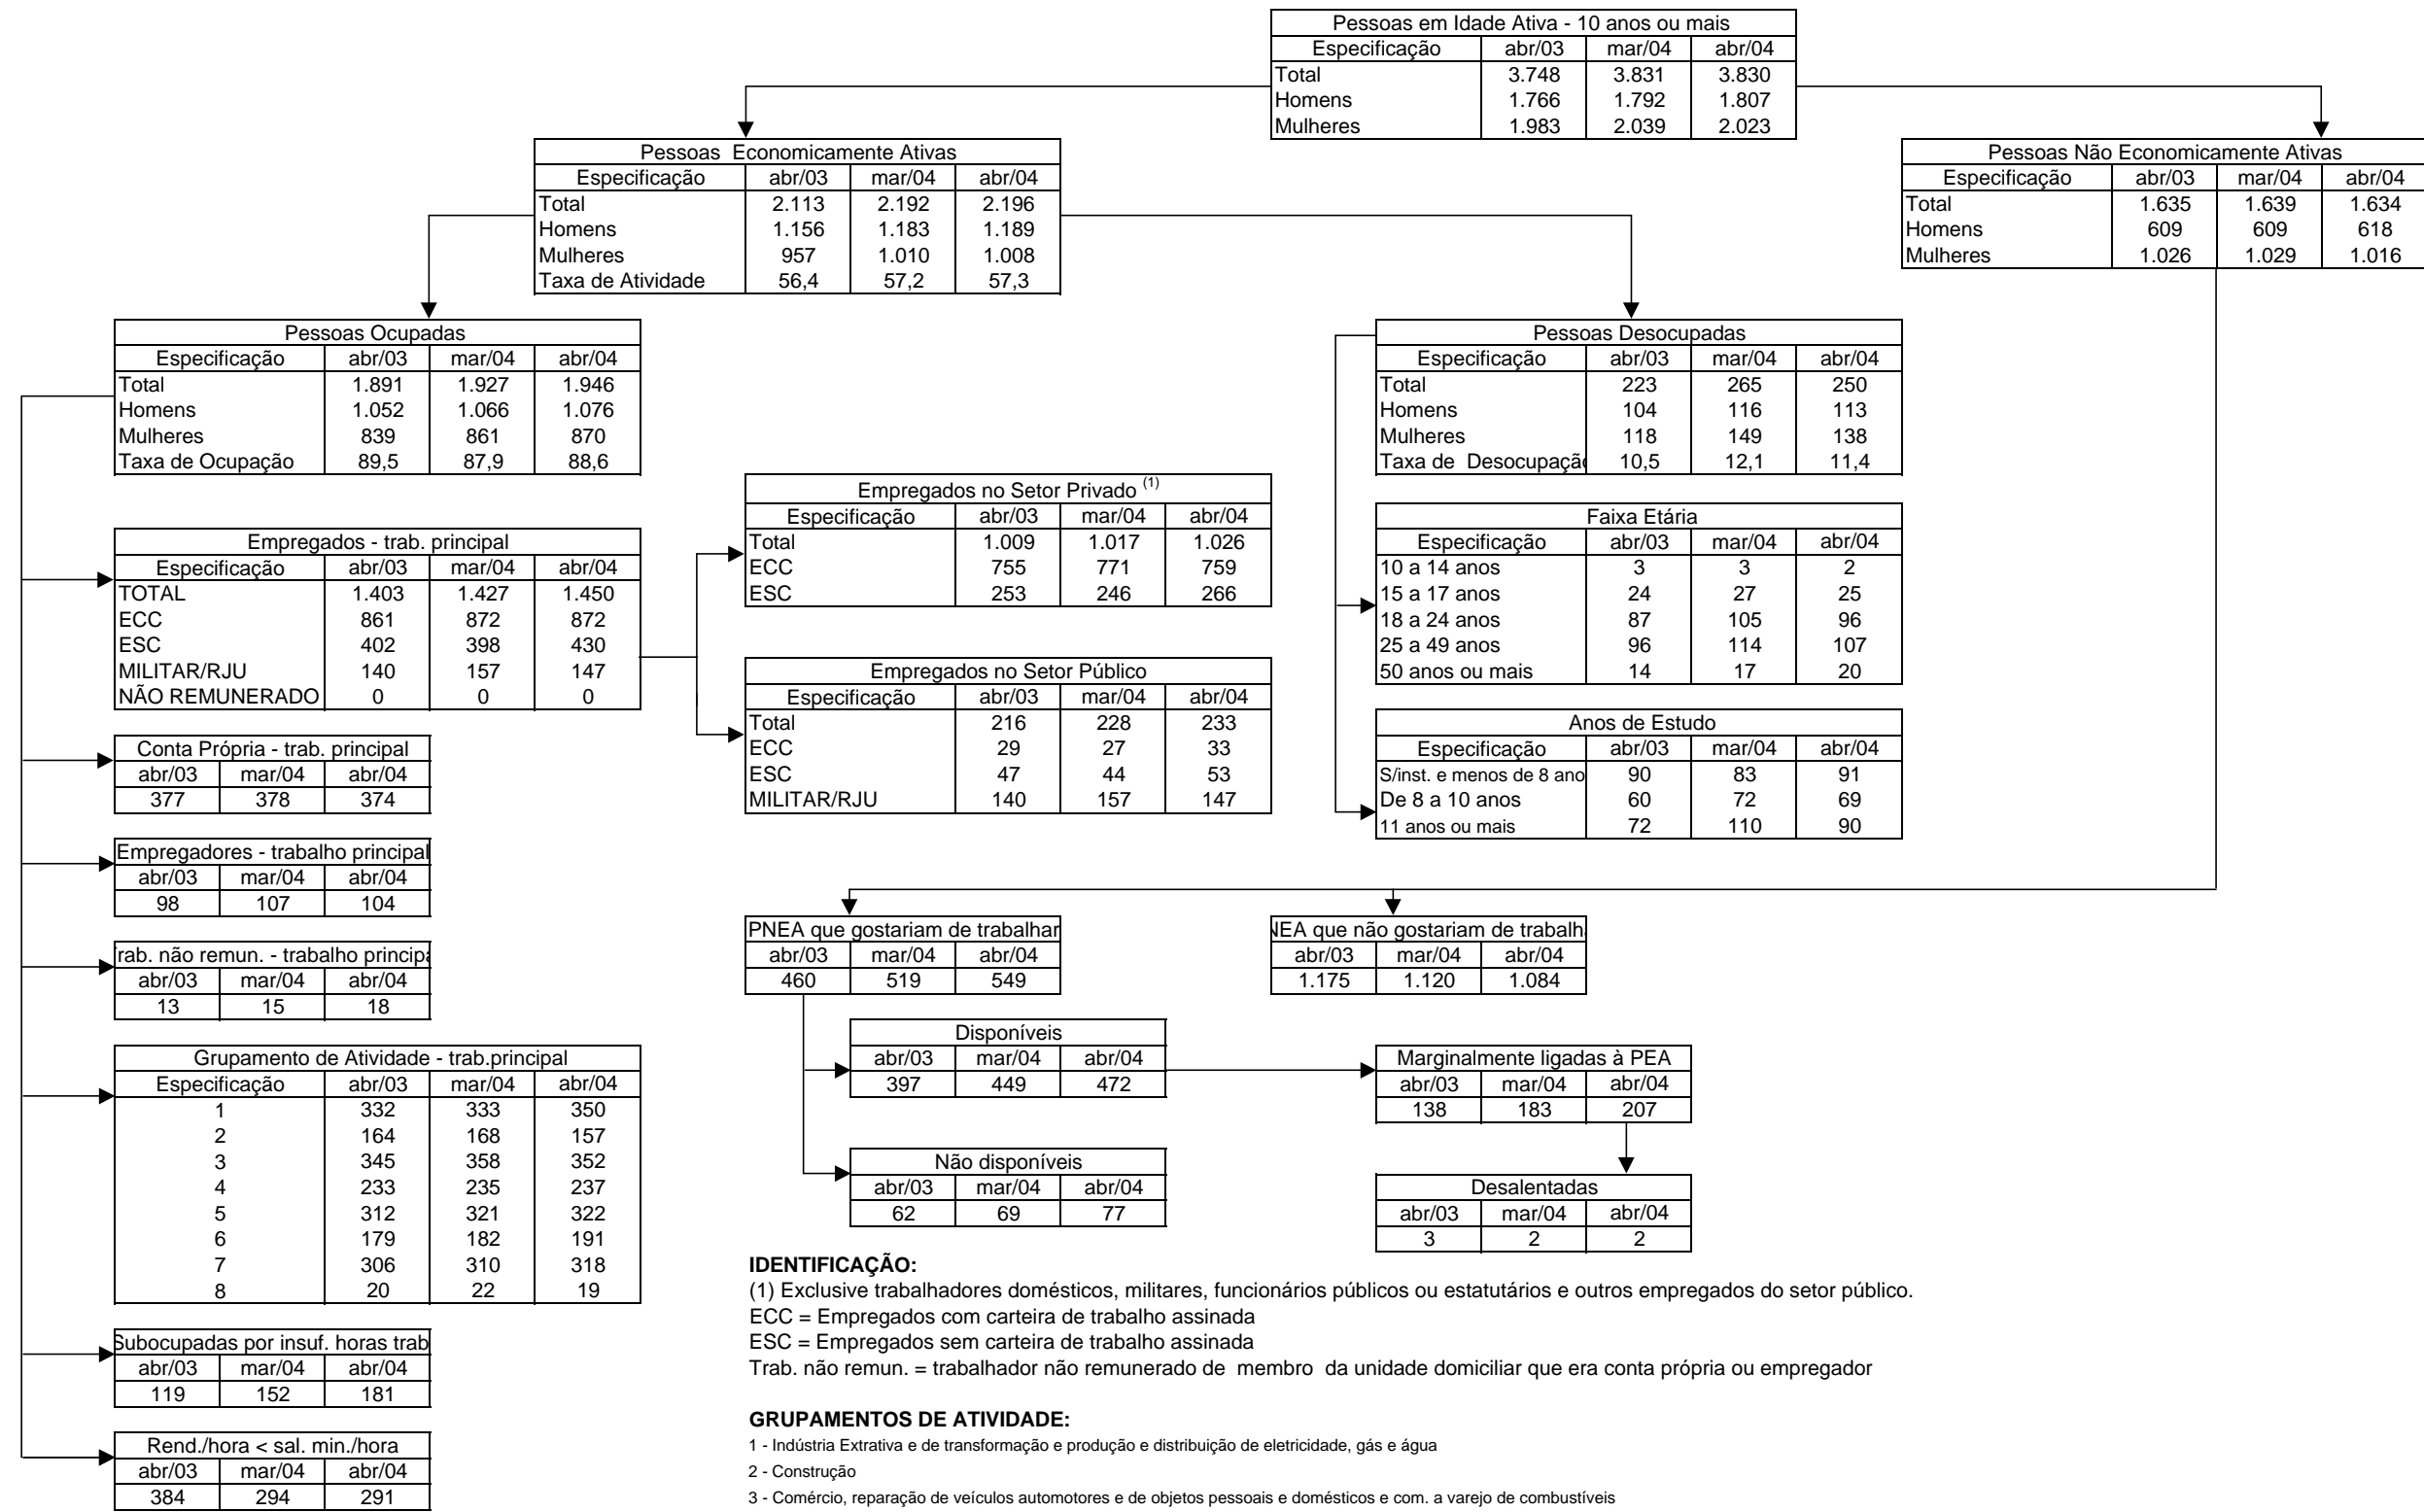 Pessoas em Idade Ativa - 10 anos ou mais
Especificação abr/03 mar/04 abr/04
Total 3.748 3.831 3.830
Homens 1.766 1.792 1.807
Mulheres 1.983 2.039 2.023
Pessoas Economicamente Ativas
Especificação abr/03 mar/04 abr/04
Total 2.113 2.192 2.196
Homens 1.156 1.183 1.189
Mulheres 957 1.010 1.008
Taxa de Atividade 56,4 57,2 57,3
Pessoas Não Economicamente Ativas
Especificação abr/03 mar/04 abr/04
Total 1.635 1.639 1.634
Homens 609 609 618
Mulheres 1.026 1.029 1.016
Pessoas Ocupadas
Especificação abr/03 mar/04 abr/04
Total 1.891 1.927 1.946
Homens 1.052 1.066 1.076
Mulheres 839 861 870
Taxa de Ocupação 89,5 87,9 88,6
Pessoas Desocupadas
Especificação abr/03 mar/04 abr/04
Total 223 265 250
Homens 104 116 113
Mulheres 118 149 138
Taxa de Desocupaçã 10,5 12,1 11,4
Empregados - trab. principal
Especificação abr/03 mar/04 abr/04
TOTAL 1.403 1.427 1.450
ECC 861 872 872
ESC 402 398 430
MILITAR/RJU 140 157 147
NÃO REMUNERADO 0 0 0
Empregados no Setor Privado (1)
Especificação abr/03 mar/04 abr/04
Total 1.009 1.017 1.026
ECC 755 771 759
ESC 253 246 266
Empregados no Setor Público
Especificação abr/03 mar/04 abr/04
Total 216 228 233
ECC 29 27 33
ESC 47 44 53
MILITAR/RJU 140 157 147
Faixa Etária
Especificação abr/03 mar/04 abr/04
10 a 14 anos 3 3 2
15 a 17 anos 24 27 25
18 a 24 anos 87 105 96
25 a 49 anos 96 114 107
50 anos ou mais 14 17 20
Anos de Estudo
Especificação abr/03 mar/04 abr/04
S/inst. e menos de 8 ano 90 83 91
De 8 a 10 anos 60 72 69
11 anos ou mais 72 110 90
Conta Própria - trab. principal
abr/03 mar/04 abr/04
377 378 374
Empregadores - trabalho principal
abr/03 mar/04 abr/04
98 107 104
rab. não remun. - trabalho princip
abr/03 mar/04 abr/04
13 15 18
PNEA que gostariam de trabalhar
abr/03 mar/04 abr/04
460 519 549
NEA que não gostariam de trabalh
abr/03 mar/04 abr/04
1.175 1.120 1.084
Disponíveis
abr/03 mar/04 abr/04
397 449 472
Marginalmente ligadas à PEA
abr/03 mar/04 abr/04
138 183 207
Não disponíveis
abr/03 mar/04 abr/04
62 69 77
Desalentadas
abr/03 mar/04 abr/04
3 2 2
Grupamento de Atividade - trab.principal
Especificação abr/03 mar/04 abr/04
1 332 333 350
2 164 168 157
3 345 358 352
4 233 235 237
5 312 321 322
6 179 182 191
7 306 310 318
8 20 22 19
Subocupadas por insuf. horas trab
abr/03 mar/04 abr/04
119 152 181
Rend./hora < sal. min./hora
abr/03 mar/04 abr/04
384 294 291
IDENTIFICAÇÃO:
(1) Exclusive trabalhadores domésticos, militares, funcionários públicos ou estatutários e outros empregados do setor público.
ECC = Empregados com carteira de trabalho assinada
ESC = Empregados sem carteira de trabalho assinada
Trab. não remun. = trabalhador não remunerado de membro da unidade domiciliar que era conta própria ou empregador
GRUPAMENTOS DE ATIVIDADE:
1 - Indústria Extrativa e de transformação e produção e distribuição de eletricidade, gás e água
2 - Construção
3 - Comércio, reparação de veículos automotores e de objetos pessoais e domésticos e com. a varejo de combustíveis